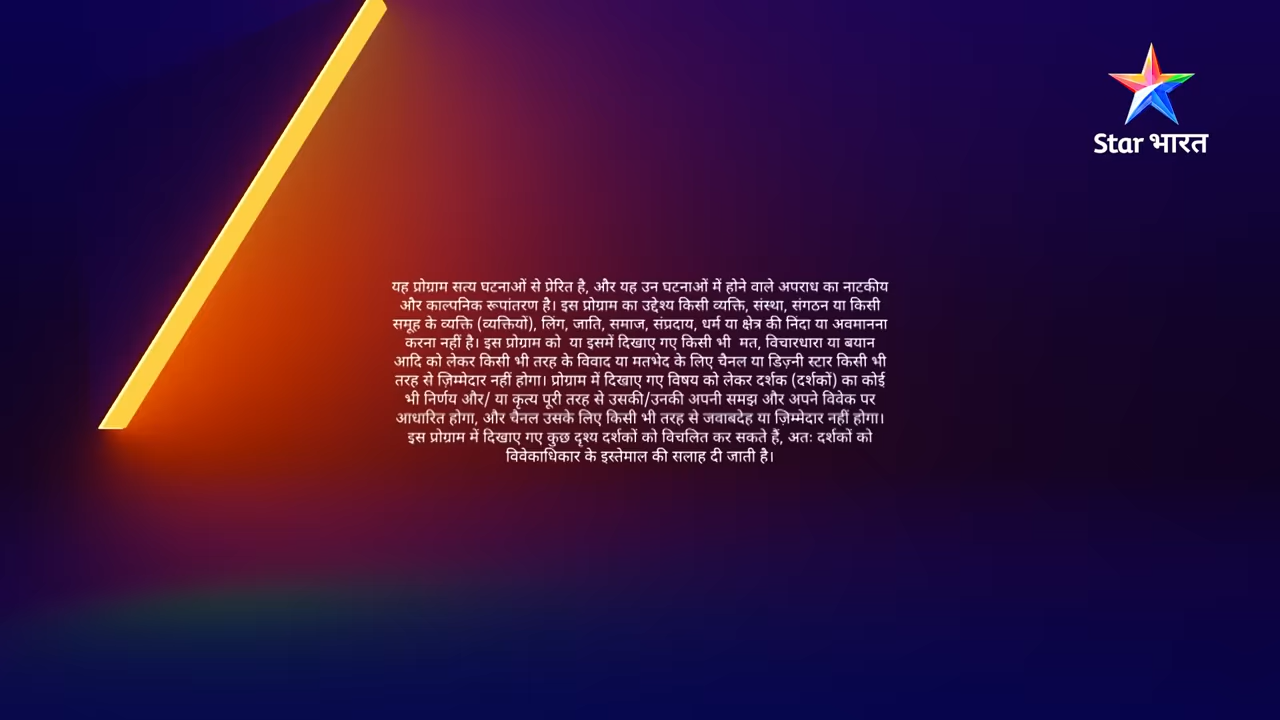 Star भारत
यह प्रोग्राम सत्य घटनाओं से प्रेरित है, और यह उन घटनाओं में होने वाले अपराध का नाटकीय
और काल्पनिक रूपांतरण है। इस प्रोग्राम का उद्देश्य किसी व्यक्ति, संस्था, संगठन या किसी
समूह के व्यक्ति (व्यक्तियों), लिंग, जाति, समाज, संप्रदाय, धर्म या क्षेत्र की निंदा या अवमानना
करना नहीं है। इस प्रोग्राम को  या इसमें दिखाए गए किसी भी  मत, विचारधारा या बयान
आदि को लेकर किसी भी तरह के विवाद या मतभेद के लिए चैनल या डिज़्नी स्टार किसी भी
तरह से ज़िम्मेदार नहीं होगा। प्रोग्राम में दिखाए गए विषय को लेकर दर्शक (दर्शकों) का कोई
भी निर्णय और/ या कृत्य पूरी तरह से उसकी/उनकी अपनी समझ और अपने विवेक पर
आधारित होगा, और चैनल उसके लिए किसी भी तरह से जवाबदेह या ज़िम्मेदार नहीं होगा।
इस प्रोग्राम में दिखाए गए कुछ दृश्य दर्शकों को विचलित कर सकते हैं, अतः दर्शकों को
विवेकाधिकार के इस्तेमाल की सलाह दी जाती है।